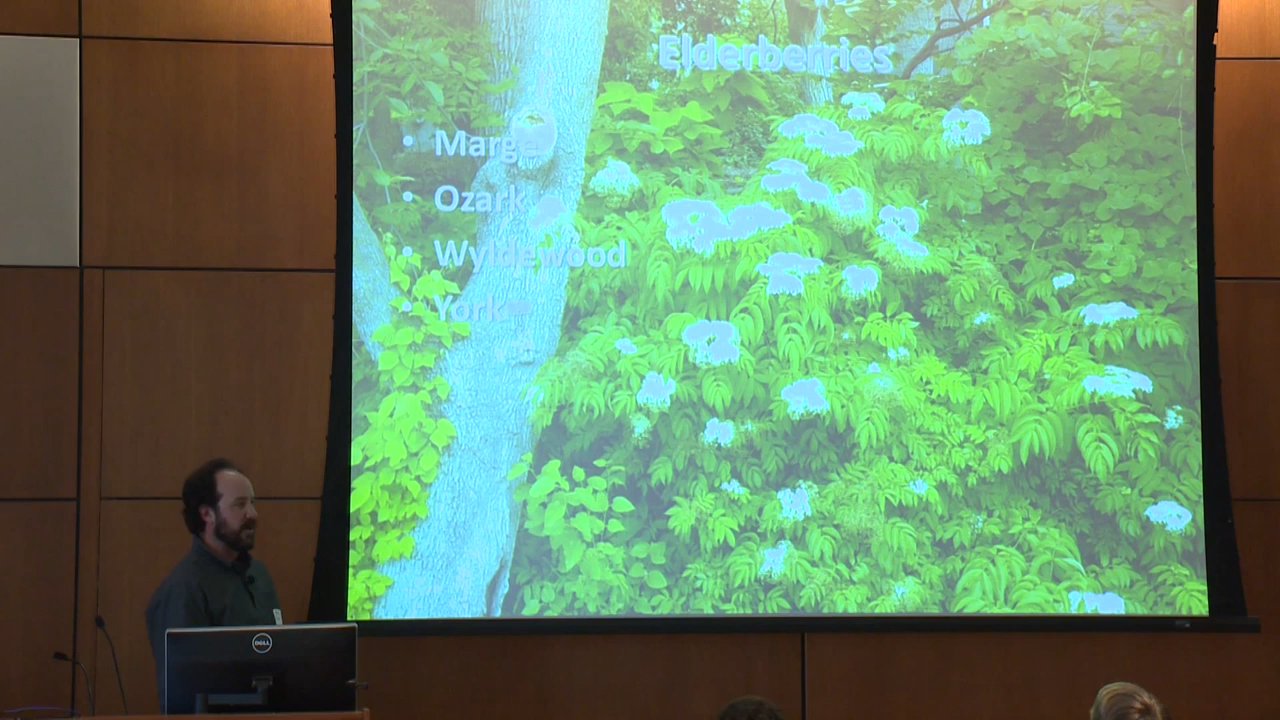 Elderberries
• Marge
• Ozark
• Wyldewood
• York
DELL